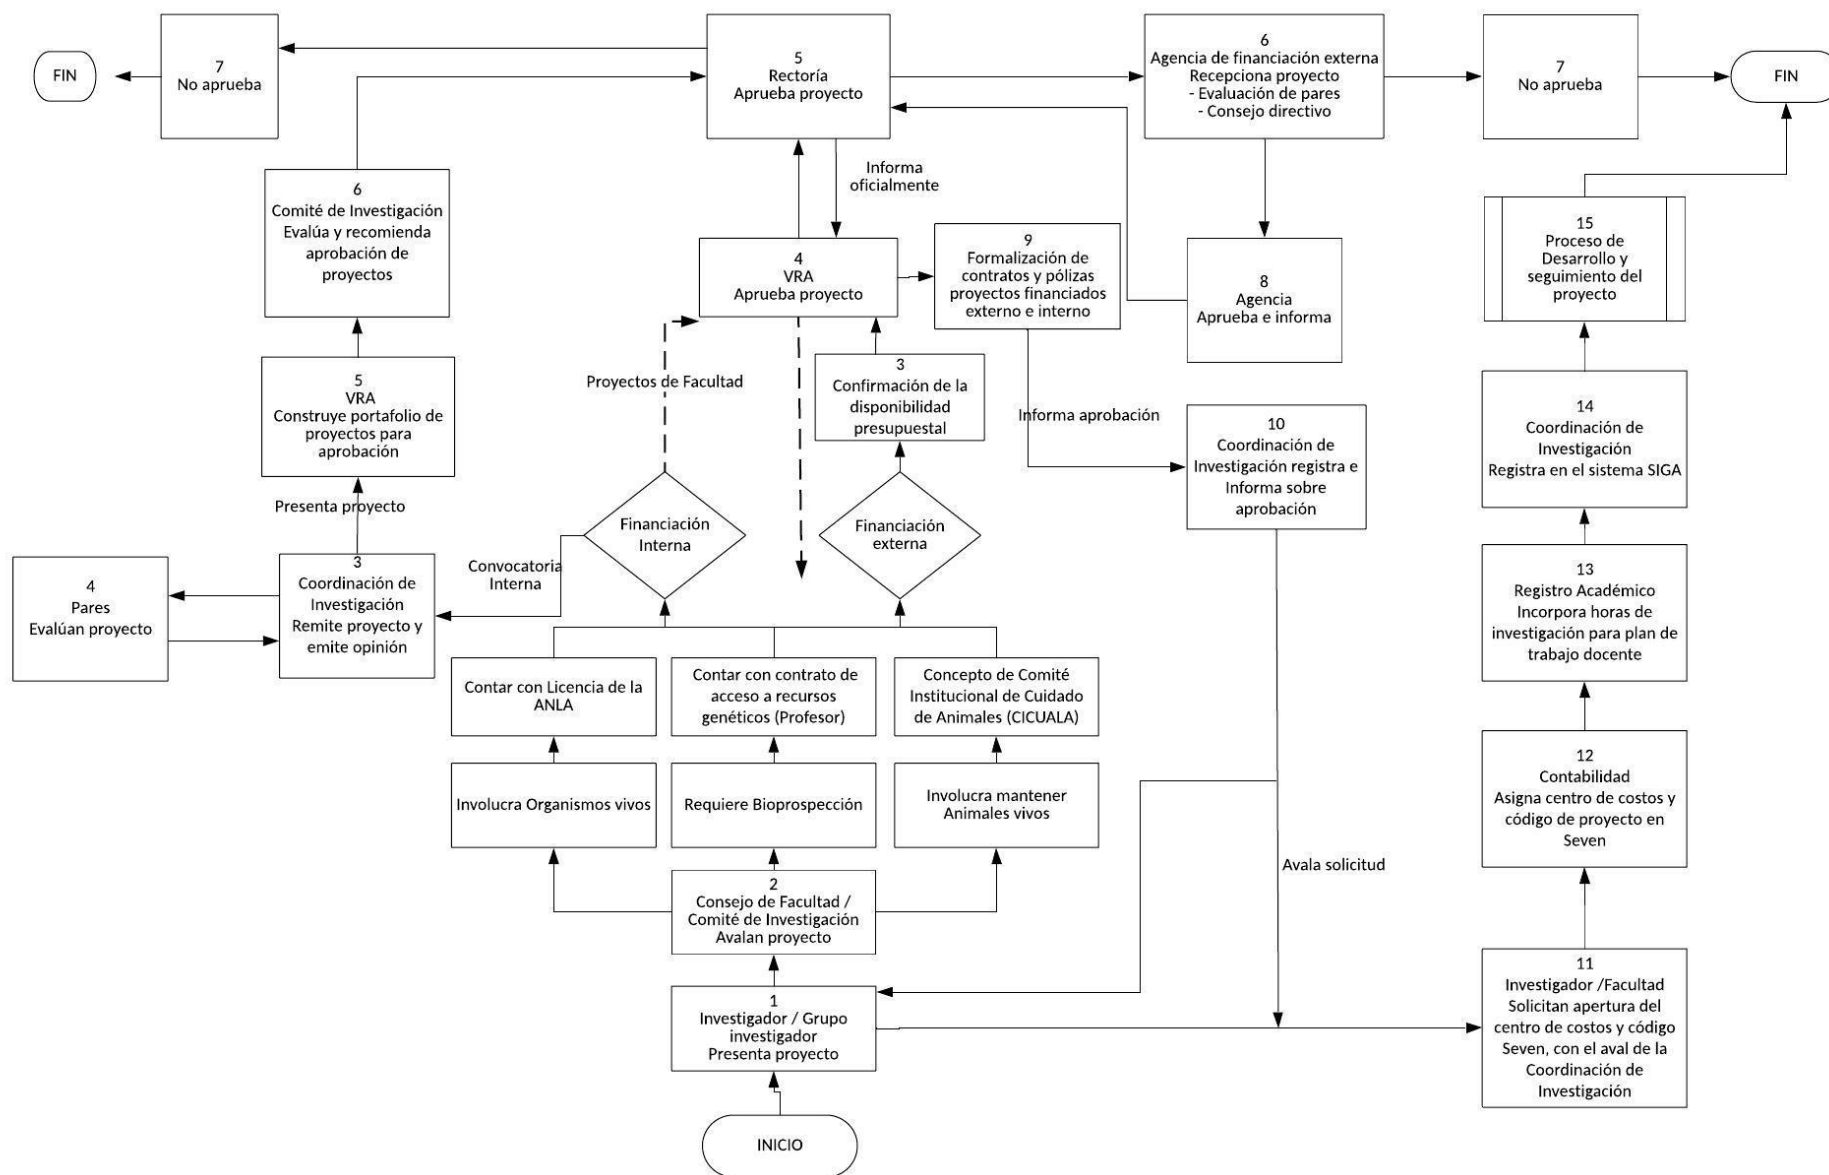 FIN
7
No aprueba
5
Rectoría
Aprueba proyecto
6
Agencia de financiación externa
Recepciona proyecto
- Evaluación de pares
- Consejo directivo
7
No aprueba
FIN
6
Comité de Investigación
Evalúa y recomienda
aprobación de
proyectos
Informa
oficialmente
4
VRA
Aprueba proyecto
9
Formalización de
contratos y pólizas
proyectos financiados
externo e interno
8
Agencia
Aprueba e informa
15
Proceso de
Desarrollo y
seguimiento del
proyecto
5
VRA
Construye portafolio de
proyectos para
aprobación
Proyectos de Facultad
3
Confirmación de la
disponibilidad
presupuestal
Informa aprobación
10
Coordinación de
Investigación registra e
Informa sobre
aprobación
14
Coordinación de
Investigación
Registra en el sistema SIGA
Presenta proyecto
Financiación
Interna
Financiación
externa
4
Pares
Evalúan proyecto
3
Coordinación de
Investigación
Remite proyecto y
emite opinión
Convocatoria
Interna
13
Registro Académico
Incorpora horas de
investigación para plan de
trabajo docente
Contar con Licencia de la
ANLA
Contar con contrato de
acceso a recursos
genéticos (Profesor)
Concepto de Comité
Institucional de Cuidado
de Animales (CICUALA)
Involucra Organismos vivos
Requiere Bioprospección
Involucra mantener
Animales vivos
12
Contabilidad
Asigna centro de costos y
código de proyecto en
Seven
Avala solicitud
2
Consejo de Facultad /
Comité de Investigación
Avalan proyecto
1
Investigador / Grupo
investigador
Presenta proyecto
11
Investigador /Facultad
Solicitan apertura del
centro de costos y código
Seven, con el aval de la
Coordinación de
Investigación
INICIO